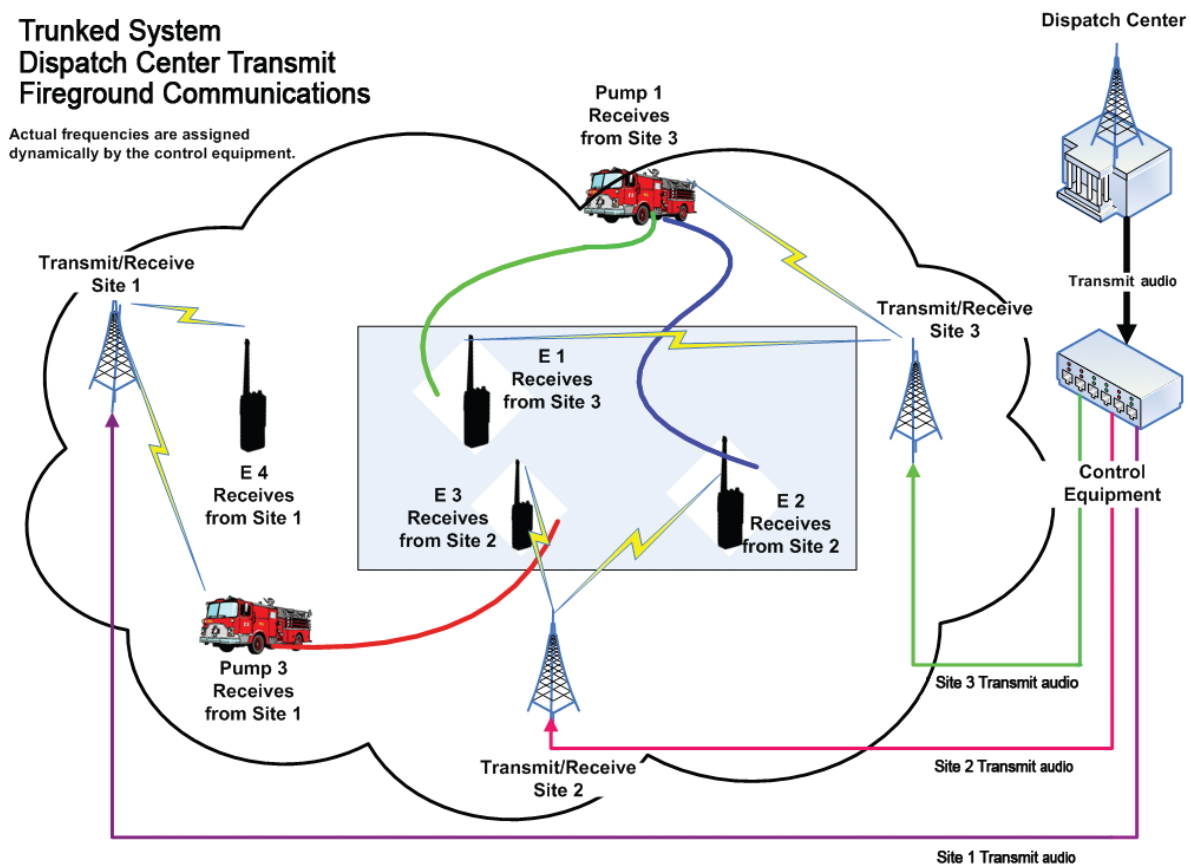 Trunked System
Dispatch Center Transmit
Fireground Communications
Actual frequencies are assigned
dynamically by the control equipment.
Dispatch Center
Pump 1
Receives
from Site 3
Transmit/Receive
Site 1
Transmit audio
Transmit/Receive
Site 3
E 1
Receives
from Site 3
E 4
Receives
from Site 1
E 3
Receives
from Site 2
E 2
Receives
from Site 2
Control
Equipment
Pump 3
Receives
from Site 1
Site 3 Transmit audio
Transmit/Receive
Site 2
Site 2 Transmit audio
Site 1 Transmit audio